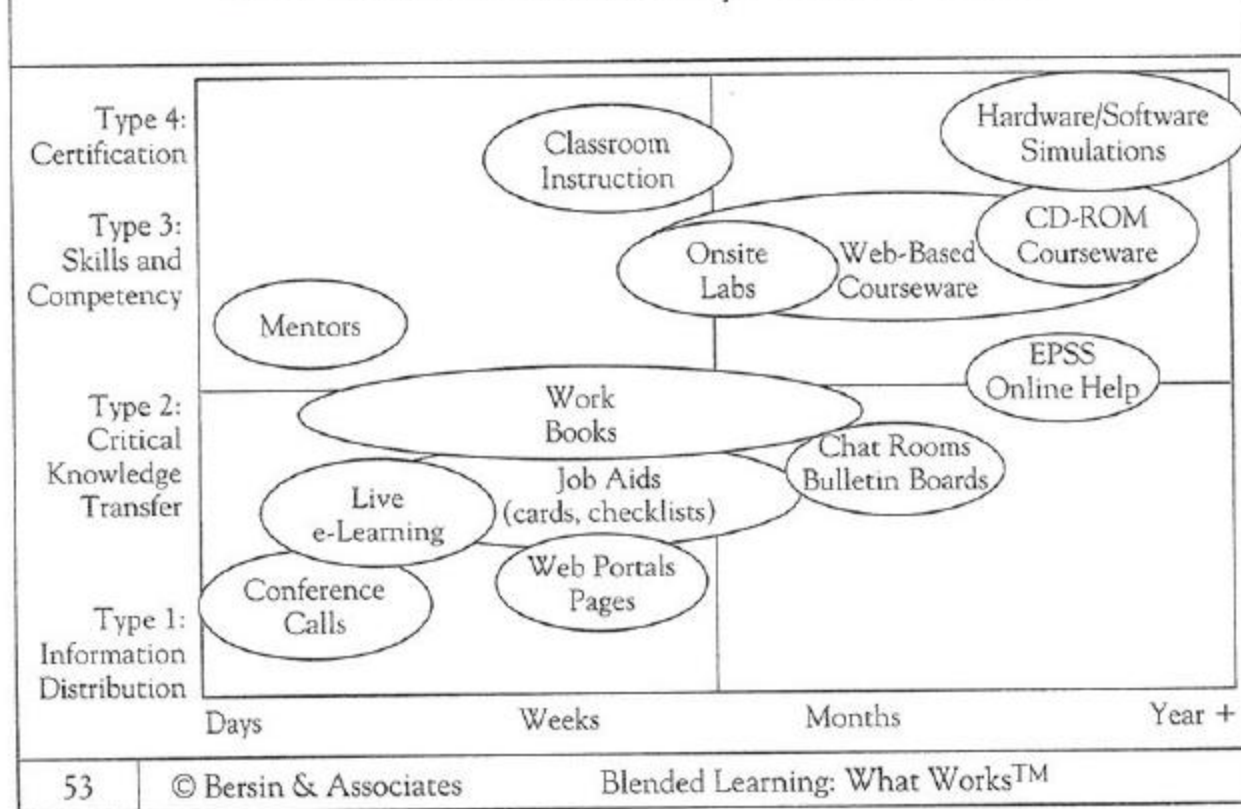 Type 4:
Certification
Type 3:
Skills and
Competency
Type 2:
Critical
Knowledge
Transfer
Type 1:
Information
Distribution
Classroom
Instruction
Hardware/Software
Simulations
Onsite
Labs
Web-Based
Courseware
CD-ROM
Courseware
Mentors
EPSS
Online Help
Work
Books
Chat Rooms
Bulletin Boards
Live
e-Learning
Job Aids
(cards, checklists)
Conference
Calls
Web Portals
Pages
Days
Weeks
Months
Year +
53
© Bersin & Associates
Blended Learning: What Works™